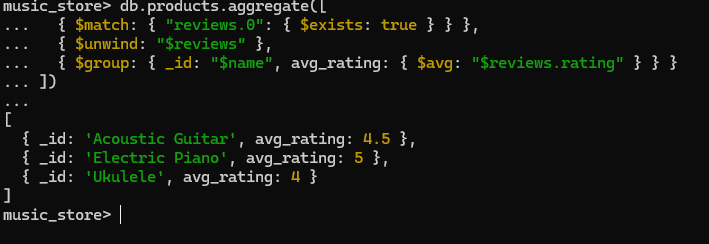 music_store> db.products.aggregate([
...   { $match: { "reviews.0": { $exists: true } } },
...   { $unwind: "$reviews" },
...   { $group: { _id: "$name", avg_rating: { $avg: "$reviews.rating" } } }
... ])
...
[
  { _id: 'Acoustic Guitar', avg_rating: 4.5 },
  { _id: 'Electric Piano', avg_rating: 5 },
  { _id: 'Ukulele', avg_rating: 4 }
]
music_store>